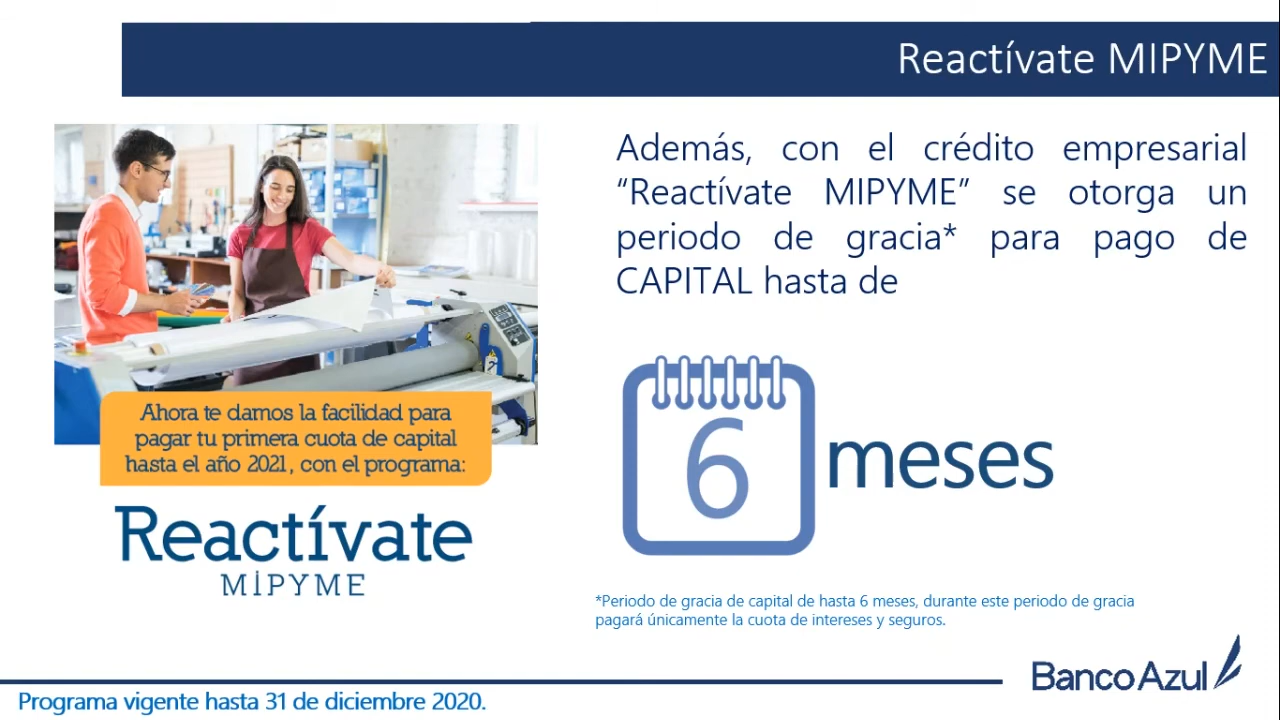 Reactívate MIPYME
Además, con el crédito empresarial
“Reactívate MIPYME” se otorga un
periodo de gracia* para pago de
CAPITAL hasta de
6 meses
Ahora te damos la facilidad para
pagar tu primera cuota de capital
hasta el año 2021, con el programa:
Reactívate
MIPYME
*Periodo de gracia de capital de hasta 6 meses, durante este periodo de gracia
pagará únicamente la cuota de intereses y seguros.
Banco Azul
Programa vigente hasta 31 de diciembre 2020.